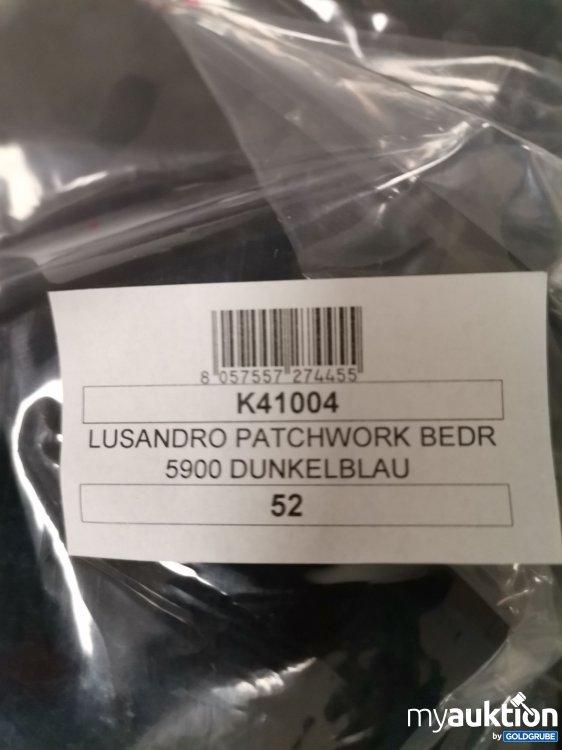 8 057557 274455
K41004
LUSANDRO PATCHWORK BEDR
5900 DUNKELBLAU
52
myauktion
by GOLDGRUBE